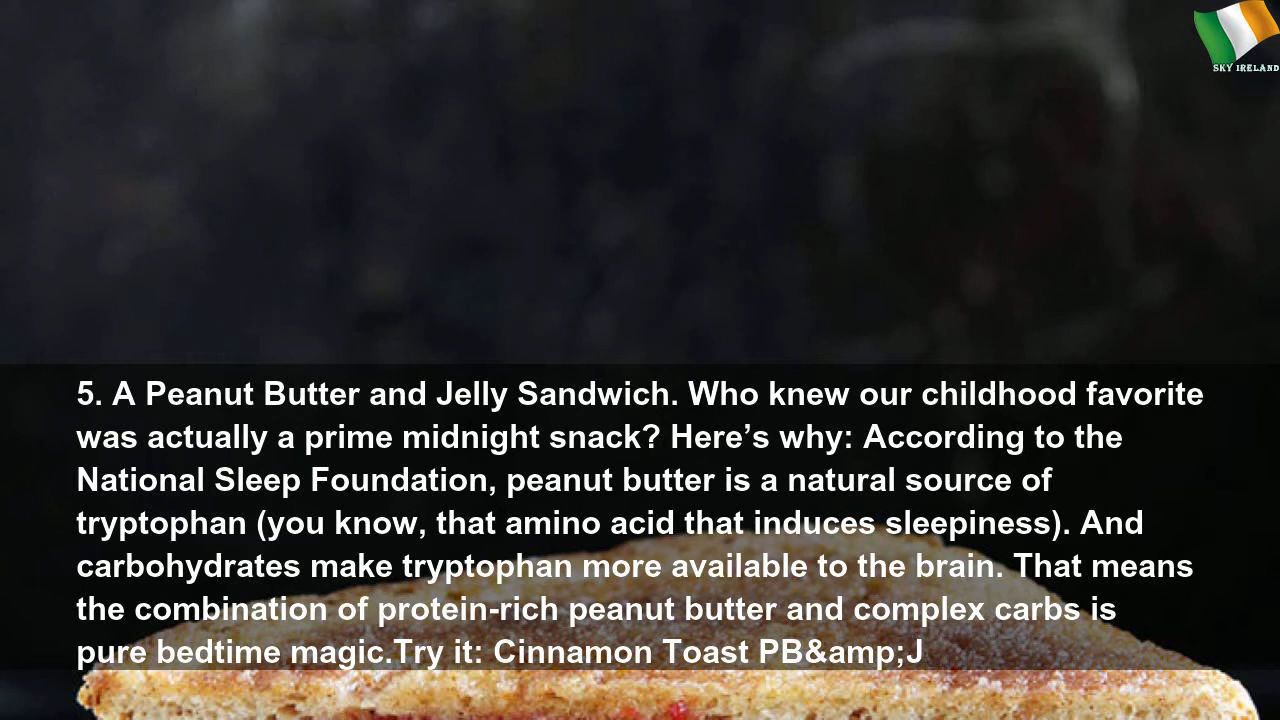 SKY IRELAND
5. A Peanut Butter and Jelly Sandwich. Who knew our childhood favorite
was actually a prime midnight snack? Here’s why: According to the
National Sleep Foundation, peanut butter is a natural source of
tryptophan (you know, that amino acid that induces sleepiness). And
carbohydrates make tryptophan more available to the brain. That means
the combination of protein-rich peanut butter and complex carbs is
pure bedtime magic.Try it: Cinnamon Toast PB&amp;J